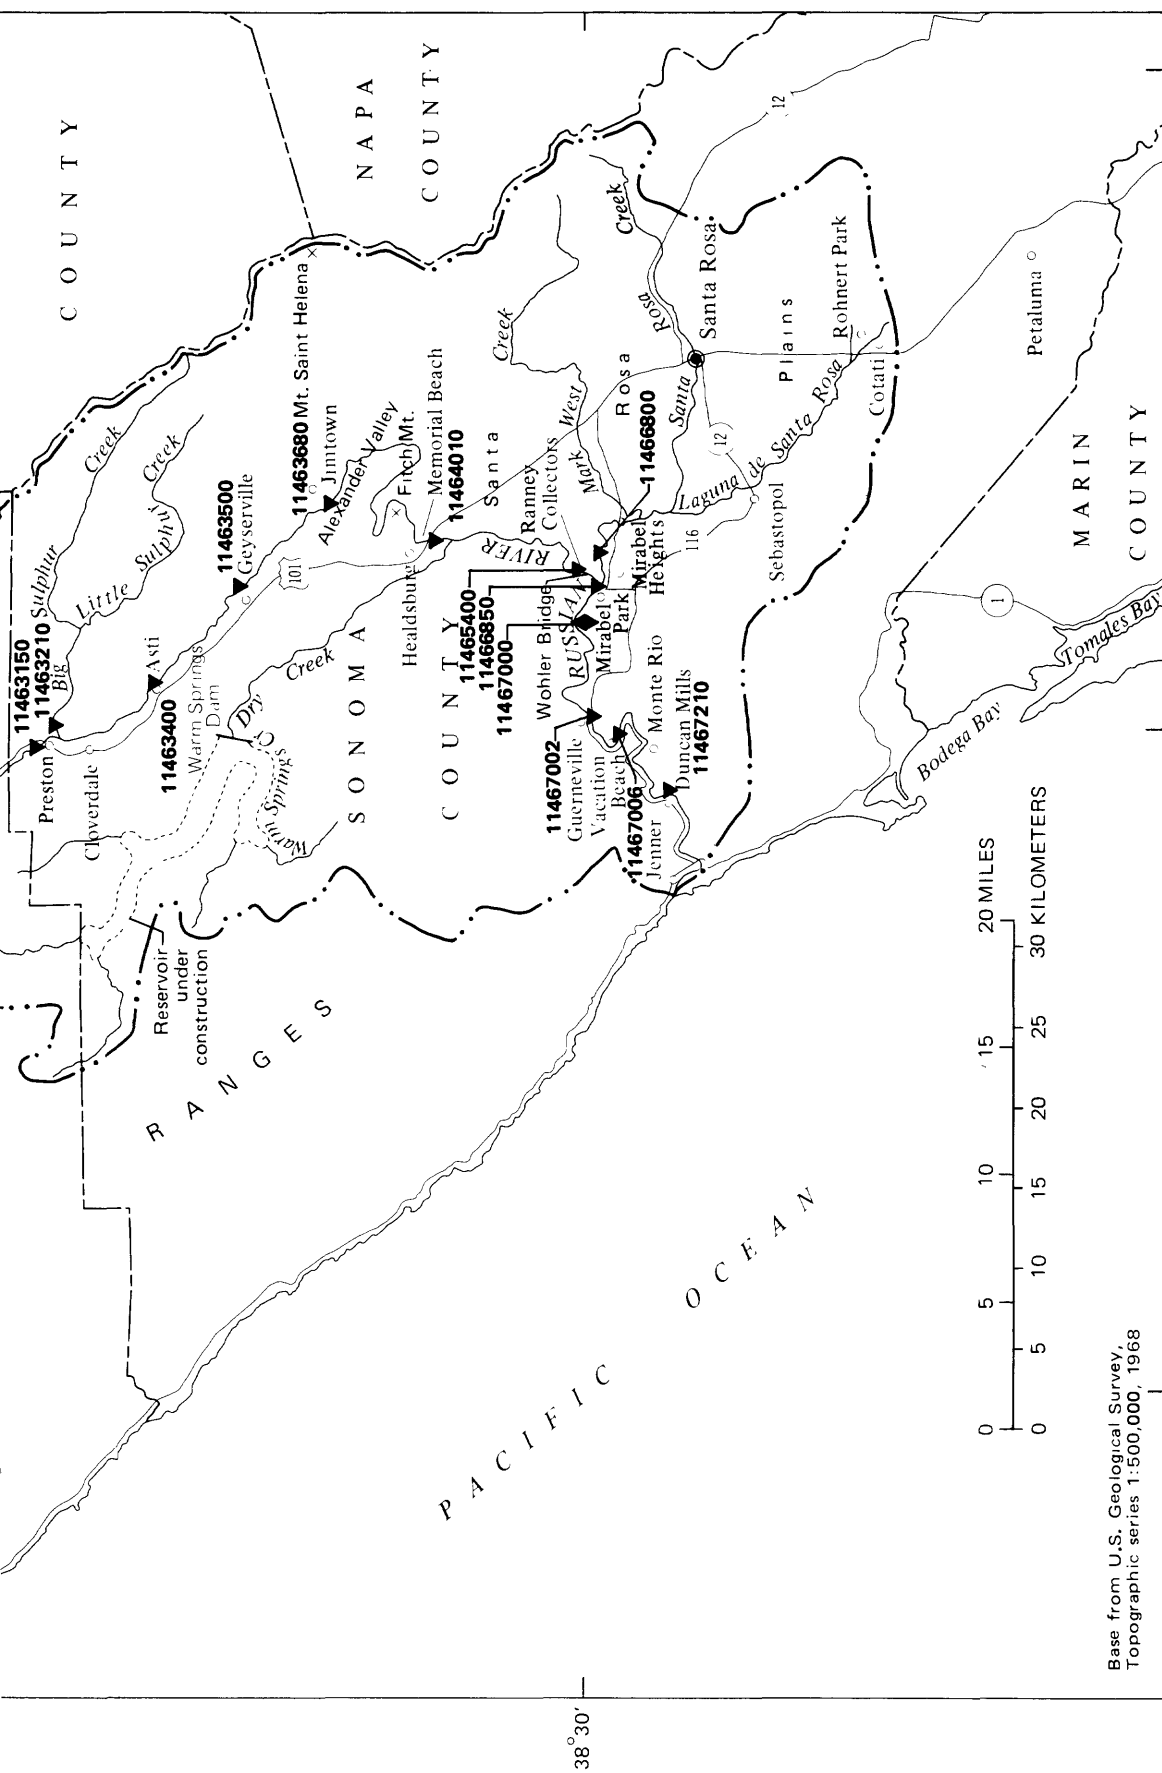 COUNTY
NAPA
COUNTY
12
Creek
Santa Rosa
Rosa
Creek
Mark West
Creek
Santa
Rosa
Plains
Rohnert Park
Cotati
Petaluma
MARIN
COUNTY
Santa Rosa
Creek
12
Laguna de Santa Rosa
Sebastopol
116
11466800
Ranney
Collectors
Mirabel
Heights
Mt. Saint Helena
11463680
Jimtown
Alexander Valley
Fitch Mt.
Memorial Beach
11464010
Creek
Little Sulphur Creek
Big Sulphur
11463500
Geyserville
101
Healdsburg
RUSSIAN RIVER
11465400
11466850
11467000
Wohler Bridge
Mirabel
Park
11463150
11463210
Preston
Cloverdale
Asti
11463400
Warm Springs
Dam
Dry Creek
Warm Springs Cr
SONOMA
COUNTY
11467002
Guerneville
Vacation
Beach
11467006
Monte Rio
Duncan Mills
11467210
Jenner
1
Tomales Bay
Bodega Bay
Reservoir
under
construction
RANGES
PACIFIC OCEAN
0 5 10 15 20 MILES
0 5 10 15 20 25 30 KILOMETERS
Base from U.S. Geological Survey,
Topographic series 1:500,000, 1968
38°30'